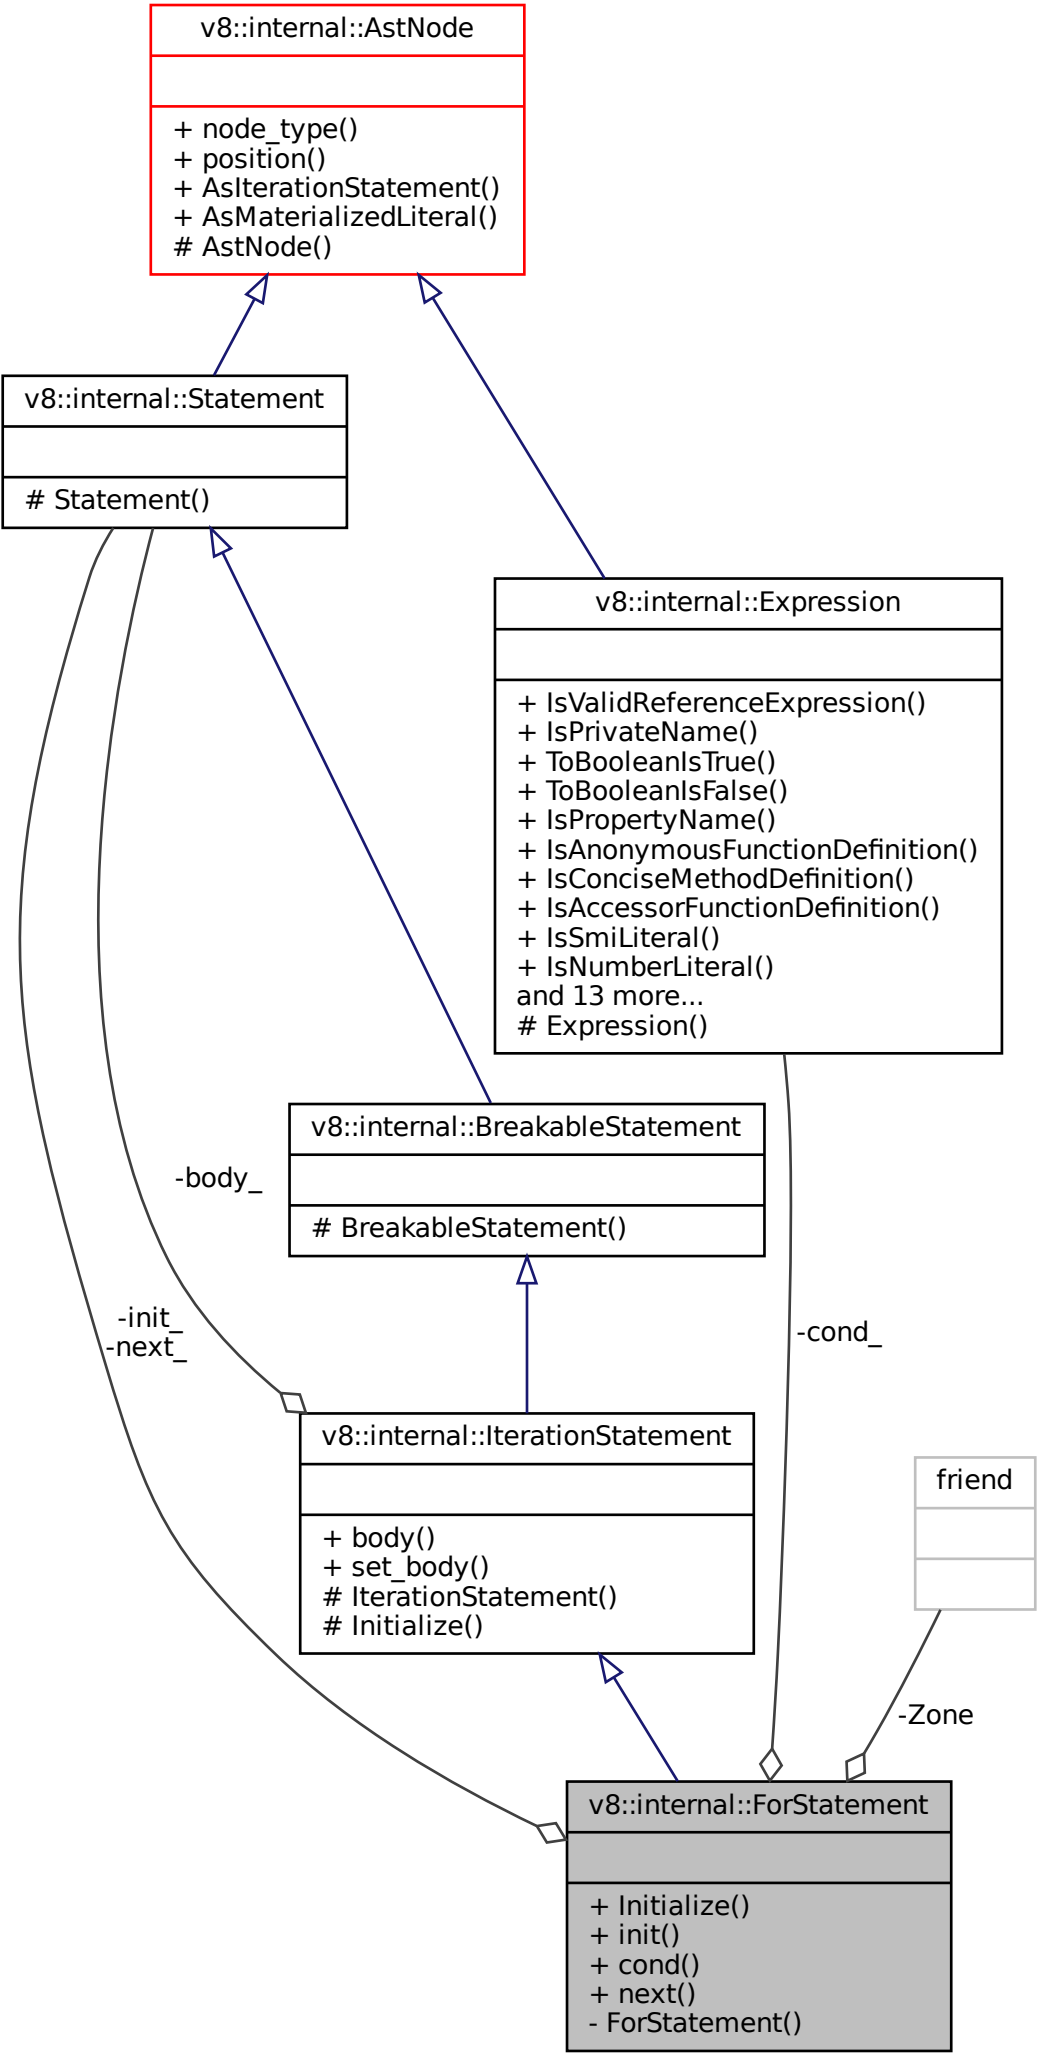 v8::internal::AstNode
+ node_type()
+ position()
+ AsIterationStatement()
+ AsMaterializedLiteral()
# AstNode()
v8::internal::Statement
# Statement()
v8::internal::Expression
+ IsValidReferenceExpression()
+ IsPrivateName()
+ ToBooleanIsTrue()
+ ToBooleanIsFalse()
+ IsPropertyName()
+ IsAnonymousFunctionDefinition()
+ IsConciseMethodDefinition()
+ IsAccessorFunctionDefinition()
+ IsSmiLiteral()
+ IsNumberLiteral()
and 13 more...
# Expression()
v8::internal::BreakableStatement
# BreakableStatement()
-body_
-init_
-next_
-cond_
v8::internal::IterationStatement
+ body()
+ set_body()
# IterationStatement()
# Initialize()
friend
-Zone
v8::internal::ForStatement
+ Initialize()
+ init()
+ cond()
+ next()
- ForStatement()